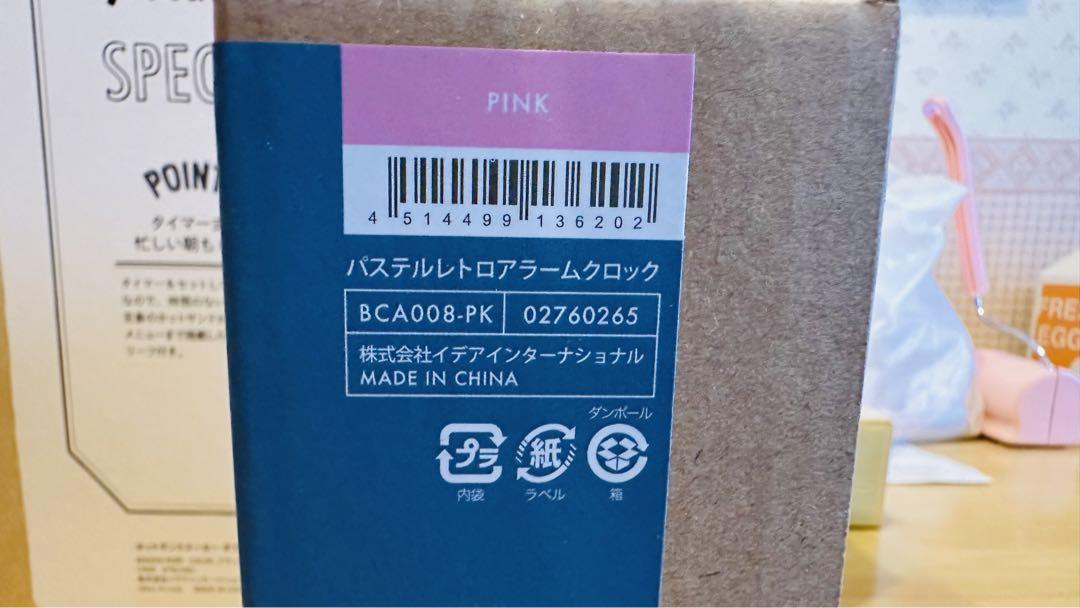 SPEC
POINT
タイマー
忙しい朝も
PINK
4 514499 136202
パステルレトロアラームクロック
BCA008-PK 02760265
株式会社イデアインターナショナル
MADE IN CHINA
ダンボール
プラ 紙
内袋 ラベル 箱
FRE
EGG